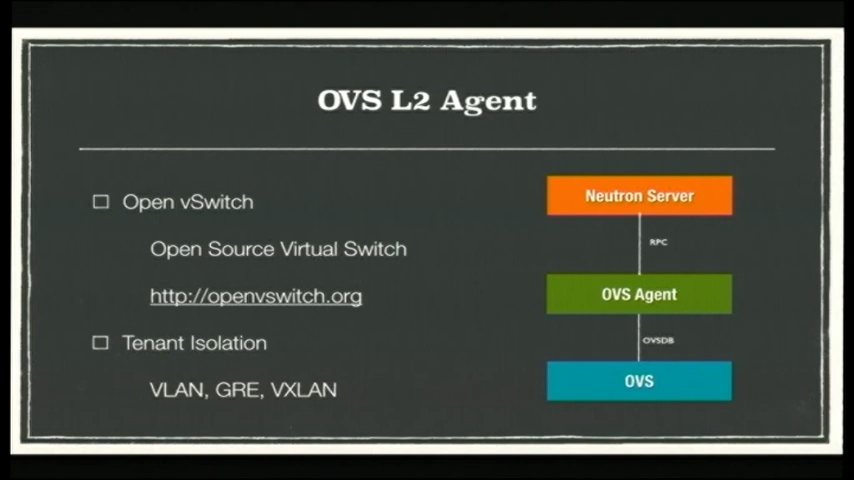 OVS L2 Agent
Open vSwitch
Open Source Virtual Switch
http://openvswitch.org
Tenant Isolation
VLAN, GRE, VXLAN
Neutron Server
RPC
OVS Agent
OVSDB
OVS